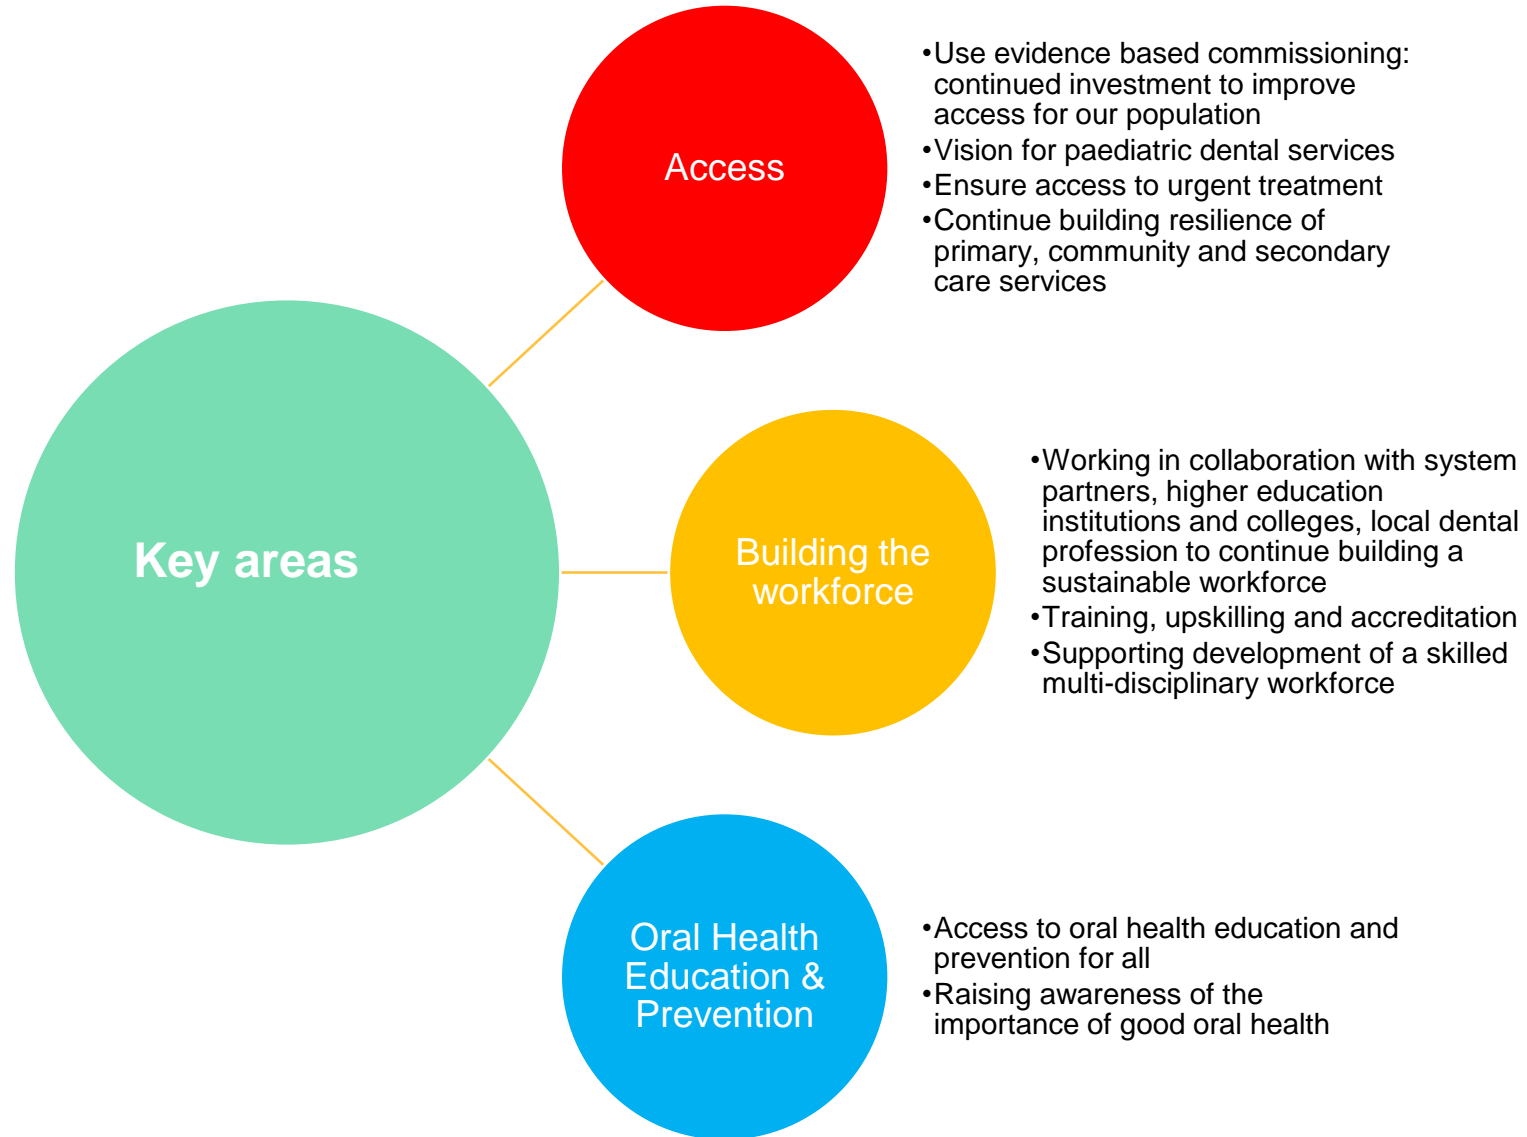 Key areas
Access
•Use evidence based commissioning:
continued investment to improve
access for our population
•Vision for paediatric dental services
•Ensure access to urgent treatment
•Continue building resilience of
primary, community and secondary
care services
Building the
workforce
•Working in collaboration with system
partners, higher education
institutions and colleges, local dental
profession to continue building a
sustainable workforce
•Training, upskilling and accreditation
•Supporting development of a skilled
multi-disciplinary workforce
Oral Health
Education &
Prevention
•Access to oral health education and
prevention for all
•Raising awareness of the
importance of good oral health